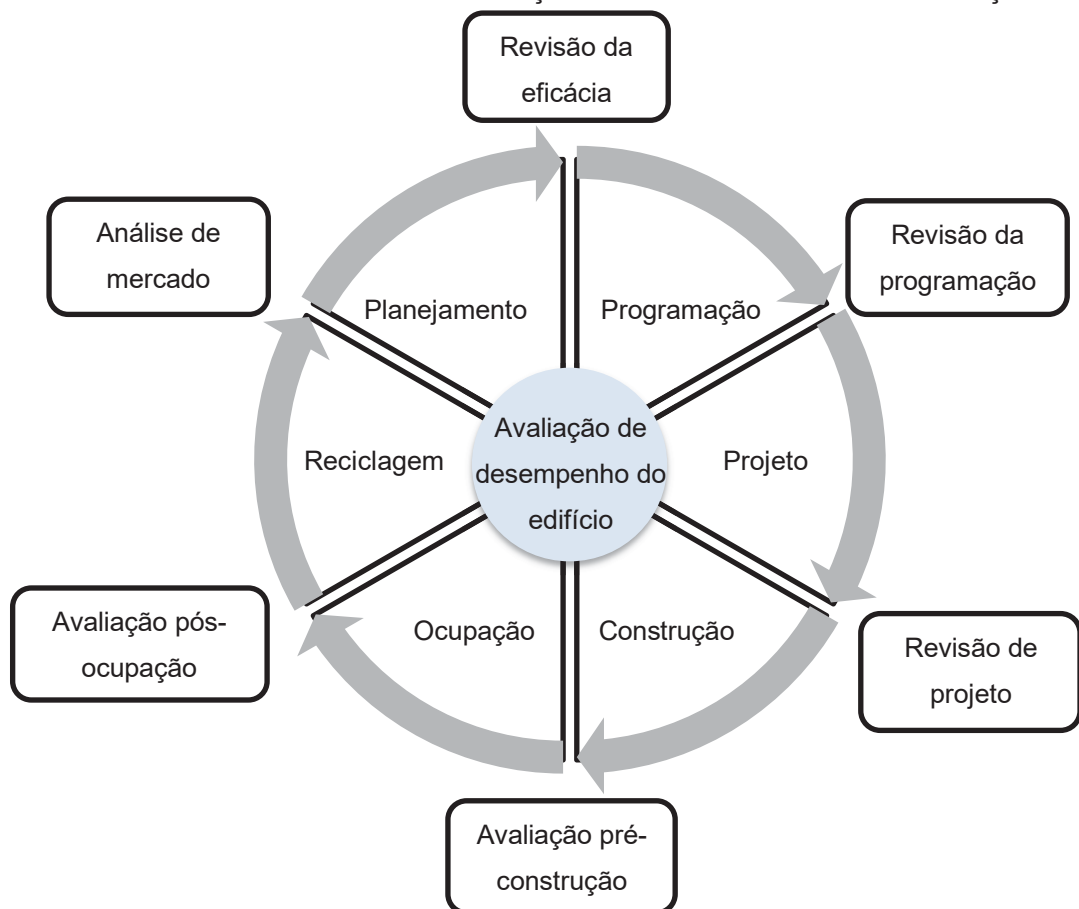 Revisão da
eficácia
Análise de
mercado
Revisão da
programação
Planejamento
Programação
Avaliação de
desempenho do
edifício
Reciclagem
Projeto
Ocupação
Construção
Avaliação pós-
ocupação
Revisão de
projeto
Avaliação pré-
construção